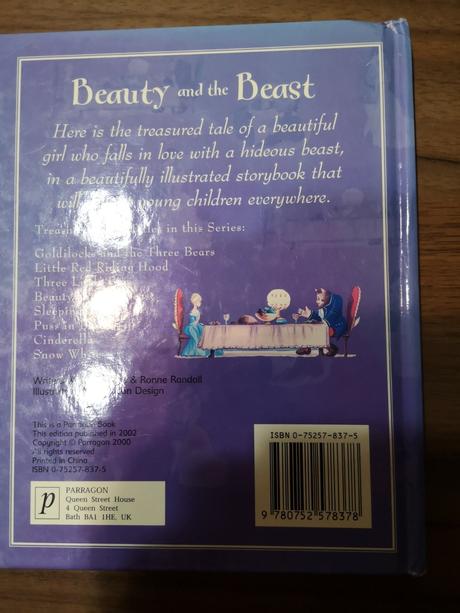 Beauty and the Beast
Here is the treasured tale of a beautiful
girl who falls in love with a hideous beast,
in a beautifully illustrated storybook that
young children everywhere.
in this Series:
Goldilocks and the Three Bears
Little Red Riding Hood
Three
Beauty
Sleeping
Puss in
Cinderella
Snow
& Ronne Randall
Design
This is a Parragon Book
This edition published in 2002
Copyright © Parragon 2000
All rights reserved
Printed in China
ISBN 0-75257-837-5
P
PARRAGON
Queen Street House
4 Queen Street
Bath BA1 1HE, UK
ISBN 0-75257-837-5
9 780752 578378